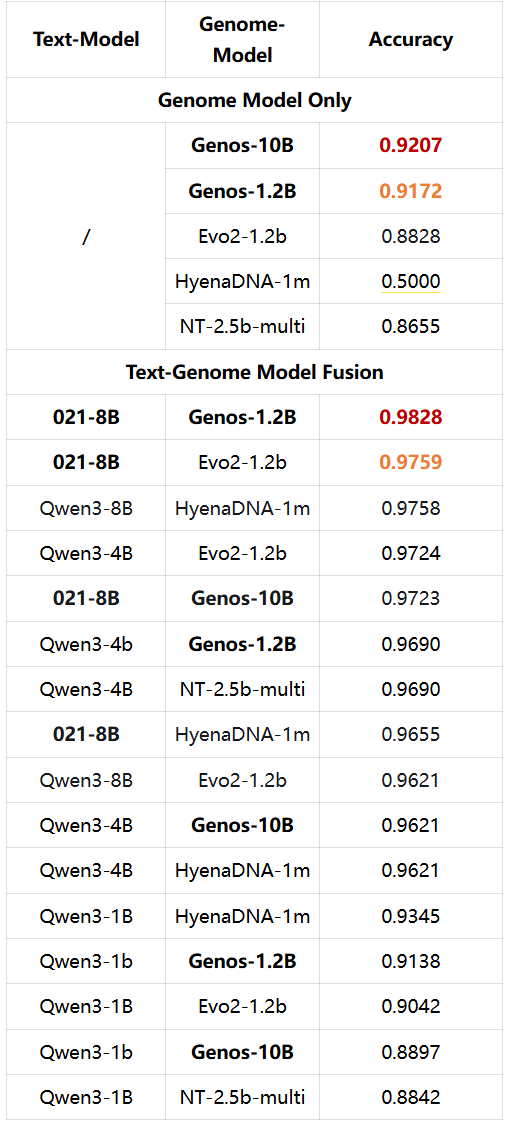 Text-Model Genome-Model Accuracy
Genome Model Only
/ Genos-10B 0.9207
Genos-1.2B 0.9172
Evo2-1.2b 0.8828
HyenaDNA-1m 0.5000
NT-2.5b-multi 0.8655
Text-Genome Model Fusion
021-8B Genos-1.2B 0.9828
021-8B Evo2-1.2b 0.9759
Qwen3-8B HyenaDNA-1m 0.9758
Qwen3-4B Evo2-1.2b 0.9724
021-8B Genos-10B 0.9723
Qwen3-4b Genos-1.2B 0.9690
Qwen3-4B NT-2.5b-multi 0.9690
021-8B HyenaDNA-1m 0.9655
Qwen3-8B Evo2-1.2b 0.9621
Qwen3-4B Genos-10B 0.9621
Qwen3-4B HyenaDNA-1m 0.9621
Qwen3-1B HyenaDNA-1m 0.9345
Qwen3-1b Genos-1.2B 0.9138
Qwen3-1B Evo2-1.2b 0.9042
Qwen3-1b Genos-10B 0.8897
Qwen3-1B NT-2.5b-multi 0.8842